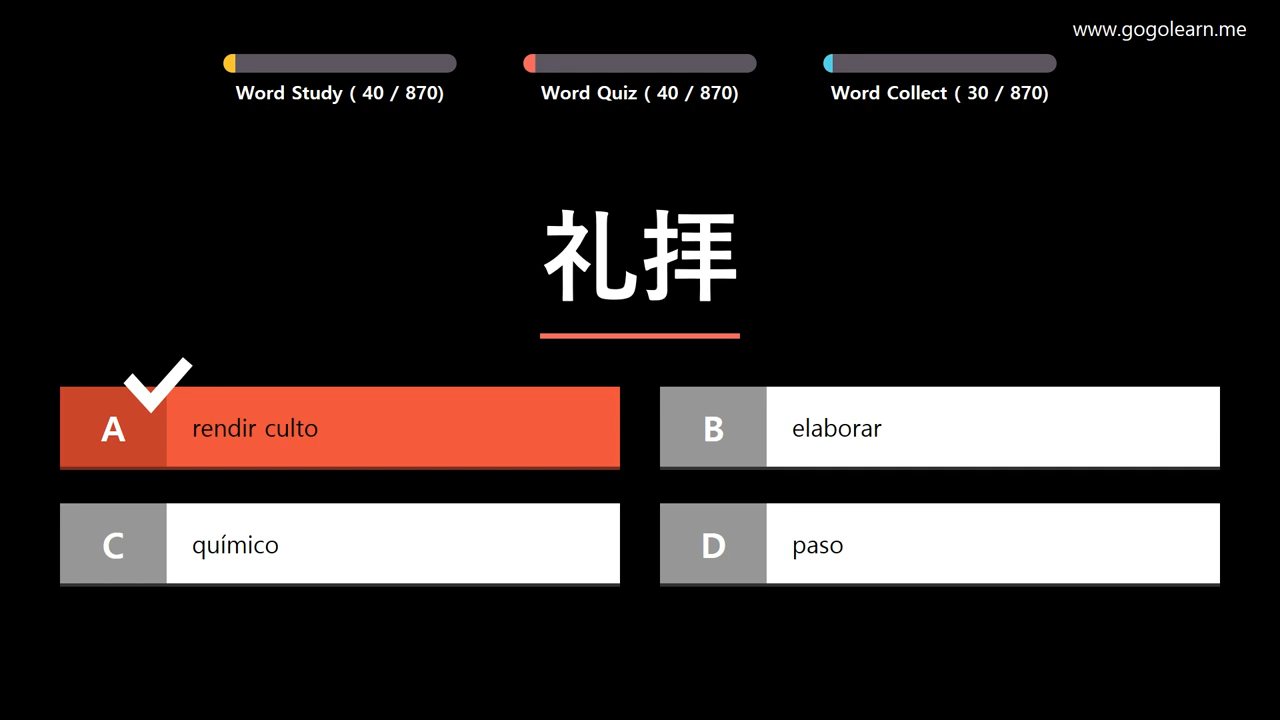 www.gogolearn.me
Word Study ( 40 / 870)
Word Quiz ( 40 / 870)
Word Collect ( 30 / 870)
礼拝
A rendir culto
B elaborar
C químico
D paso